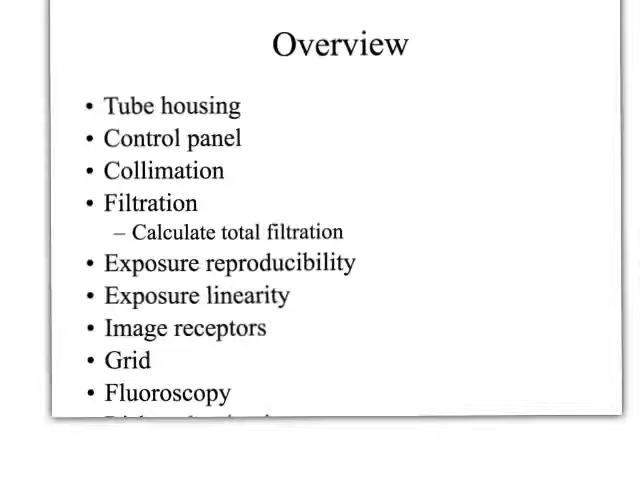 Overview
• Tube housing
• Control panel
• Collimation
• Filtration
– Calculate total filtration
• Exposure reproducibility
• Exposure linearity
• Image receptors
• Grid
• Fluoroscopy